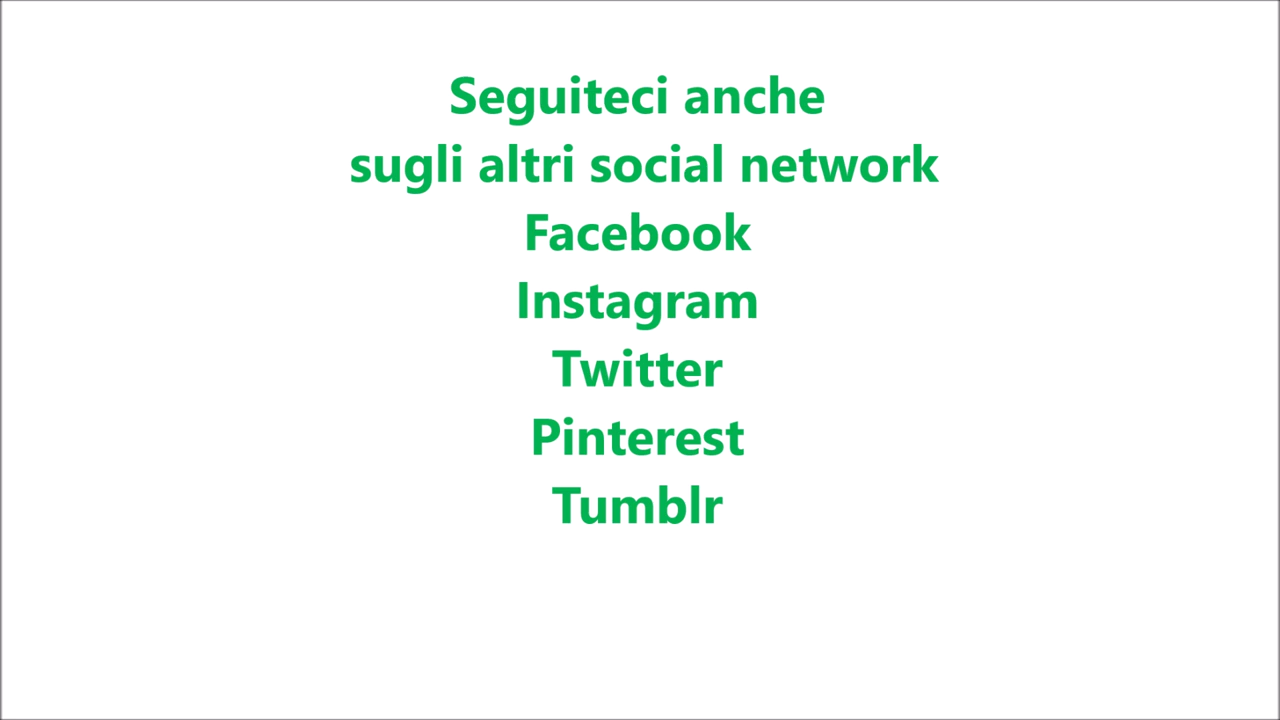 Seguiteci anche
sugli altri social network
Facebook
Instagram
Twitter
Pinterest
Tumblr